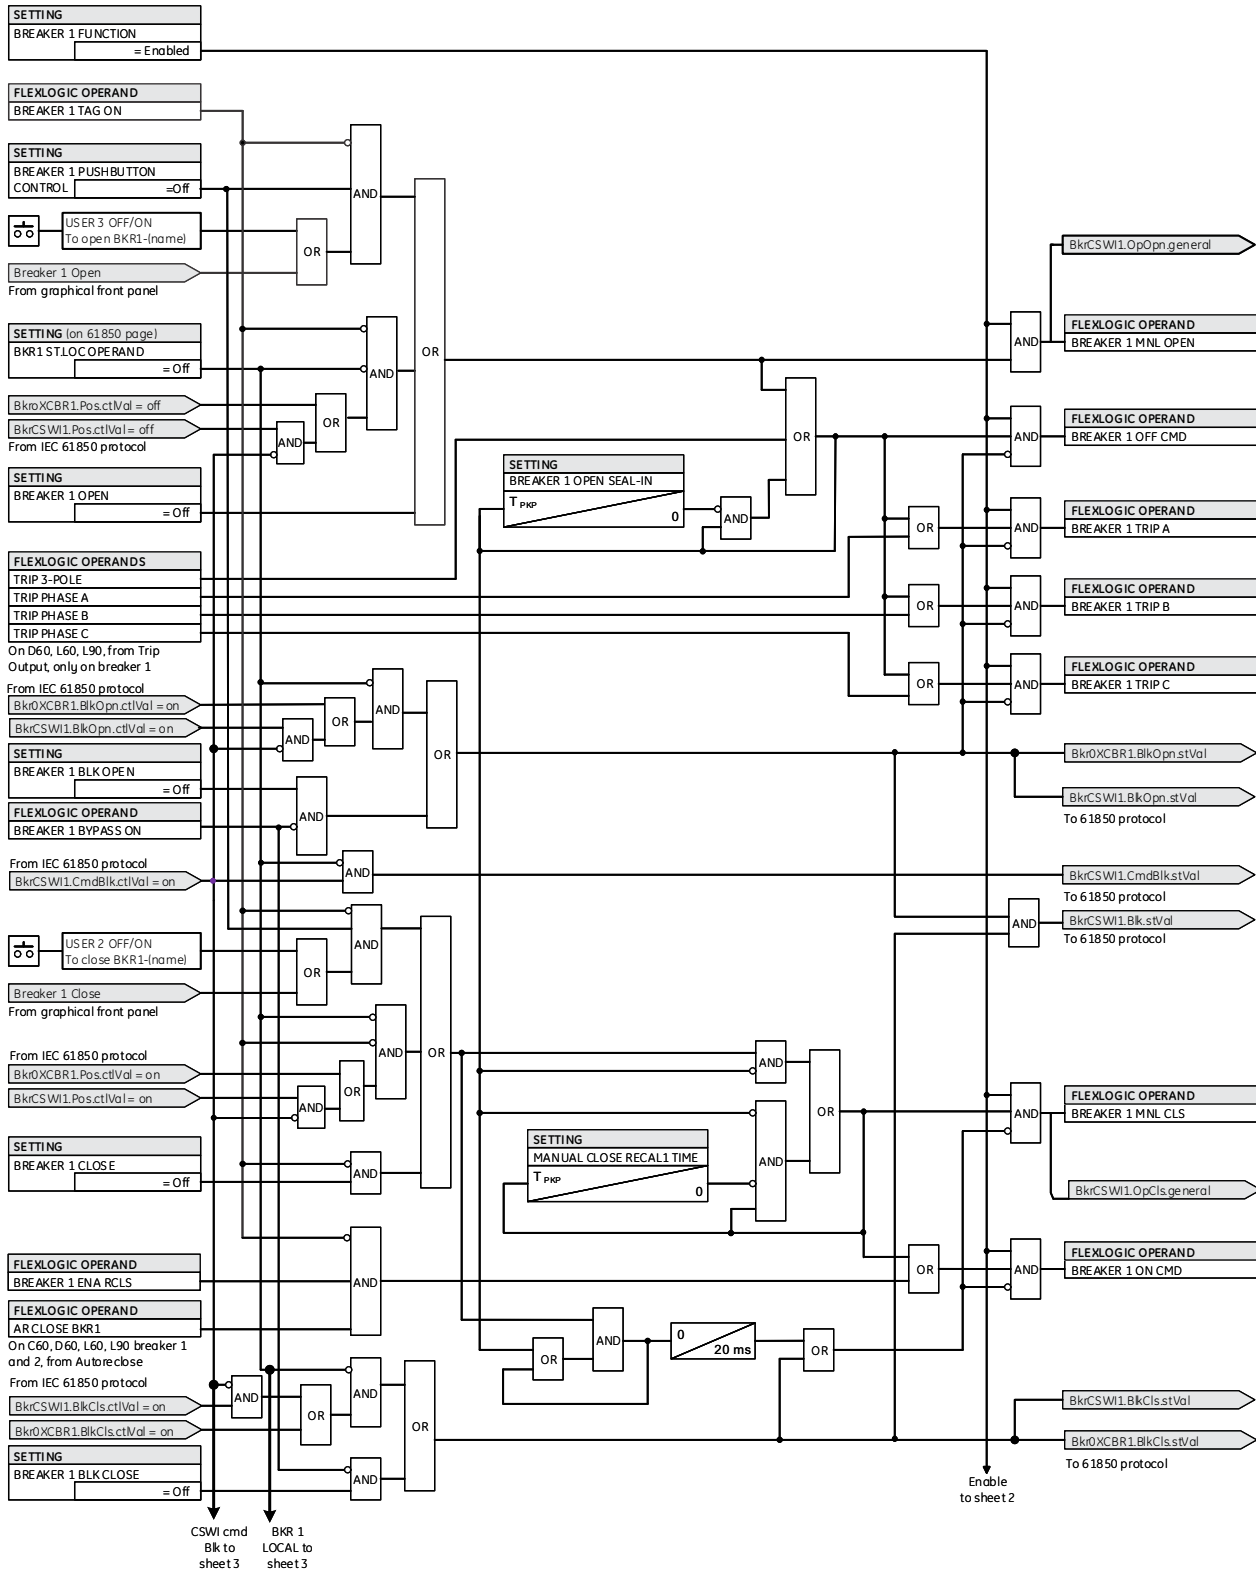 SETTING
BREAKER 1 FUNCTION
= Enabled
FLEXLOGIC OPERAND
BREAKER 1 TAG ON
SETTING
BREAKER 1 PUSHBUTTON
CONTROL =Off
USER 3 OFF/ON
To open BKR1-(name)
Breaker 1 Open
From graphical front panel
AND
OR
SETTING (on 61850 page)
BKR1 ST.LOC OPERAND
= Off
BkroXCBR1.Pos.ctlVal = off
BkrCSWI1.Pos.ctlVal = off
From IEC 61850 protocol
AND
OR
AND
OR
SETTING
BREAKER 1 OPEN
= Off
SETTING
BREAKER 1 OPEN SEAL-IN
T PKP
0
AND
OR
AND
BkrCSWI1.OpOpn.general
FLEXLOGIC OPERAND
BREAKER 1 MNL OPEN
AND
FLEXLOGIC OPERAND
BREAKER 1 OFF CMD
OR
AND
FLEXLOGIC OPERAND
BREAKER 1 TRIP A
OR
AND
FLEXLOGIC OPERAND
BREAKER 1 TRIP B
OR
AND
FLEXLOGIC OPERAND
BREAKER 1 TRIP C
FLEXLOGIC OPERANDS
TRIP 3-POLE
TRIP PHASE A
TRIP PHASE B
TRIP PHASE C
On D60, L60, L90, from Trip
Output, only on breaker 1
From IEC 61850 protocol
Bkr0XCBR1.BlkOpn.ctlVal = on
BkrCSWI1.BlkOpn.ctlVal = on
AND
OR
AND
OR
SETTING
BREAKER 1 BLK OPEN
= Off
FLEXLOGIC OPERAND
BREAKER 1 BYPASS ON
AND
Bkr0XCBR1.BlkOpn.stVal
BkrCSWI1.BlkOpn.stVal
To 61850 protocol
From IEC 61850 protocol
BkrCSWI1.CmdBlk.ctlVal = on
AND
BkrCSWI1.CmdBlk.stVal
To 61850 protocol
AND
BkrCSWI1.Blk.stVal
To 61850 protocol
USER 2 OFF/ON
To close BKR1-(name)
Breaker 1 Close
From graphical front panel
OR
AND
From IEC 61850 protocol
Bkr0XCBR1.Pos.ctlVal = on
BkrCSWI1.Pos.ctlVal = on
AND
OR
AND
OR
SETTING
BREAKER 1 CLOSE
= Off
AND
AND
SETTING
MANUAL CLOSE RECAL1 TIME
T PKP
0
AND
OR
AND
FLEXLOGIC OPERAND
BREAKER 1 MNL CLS
BkrCSWI1.OpCls.general
FLEXLOGIC OPERAND
BREAKER 1 ENA RCLS
FLEXLOGIC OPERAND
AR CLOSE BKR1
On C60, D60, L60, L90 breaker 1
and 2, from Autoreclose
AND
OR
AND
FLEXLOGIC OPERAND
BREAKER 1 ON CMD
OR
AND
0
20 ms
OR
From IEC 61850 protocol
BkrCSWI1.BlkCls.ctlVal = on
Bkr0XCBR1.BlkCls.ctlVal = on
AND
OR
AND
OR
SETTING
BREAKER 1 BLK CLOSE
= Off
AND
BkrCSWI1.BlkCls.stVal
Bkr0XCBR1.BlkCls.stVal
To 61850 protocol
Enable
to sheet 2
CSWI cmd
Blk to
sheet 3
BKR 1
LOCAL to
sheet 3